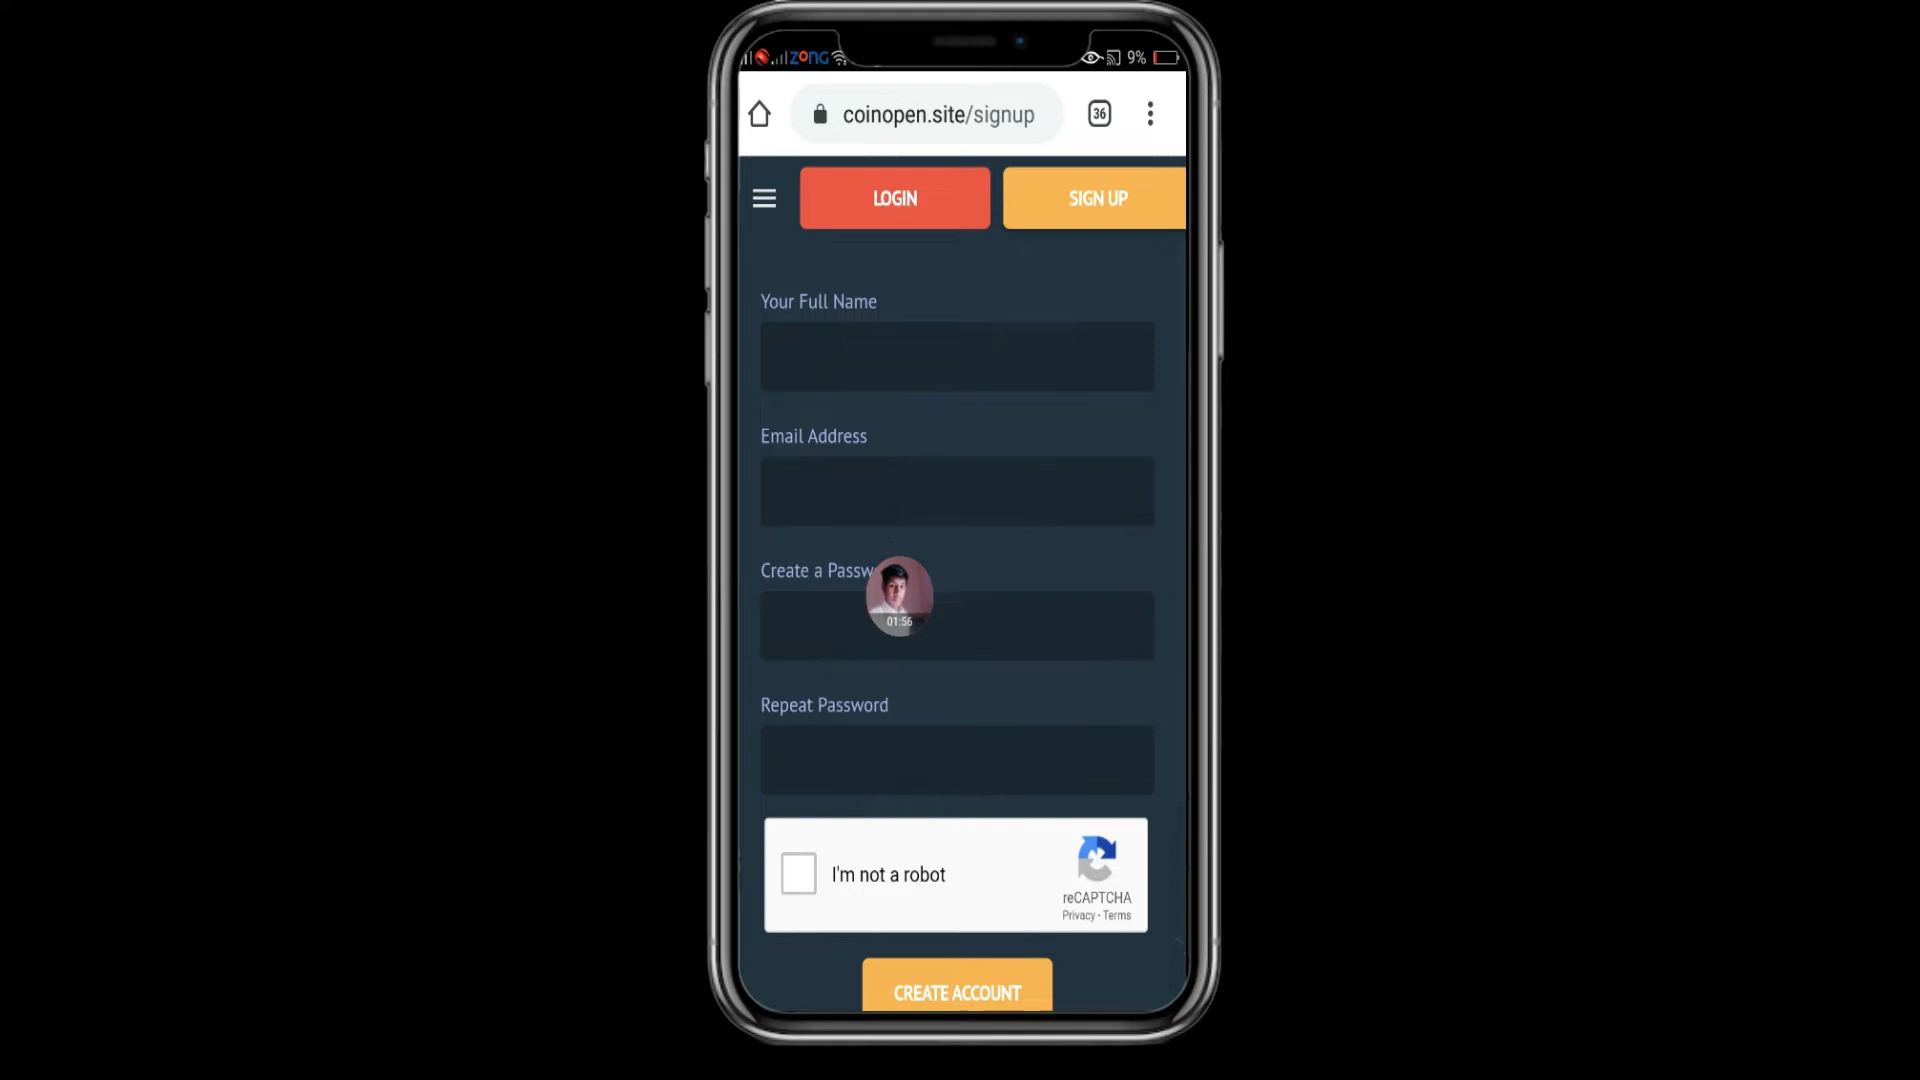 ZONG 9%
coinopen.site/signup 36
LOGIN SIGN UP
Your Full Name
Email Address
Create a Passw
01:56
Repeat Password
I'm not a robot
reCAPTCHA
Privacy - Terms
CREATE ACCOUNT